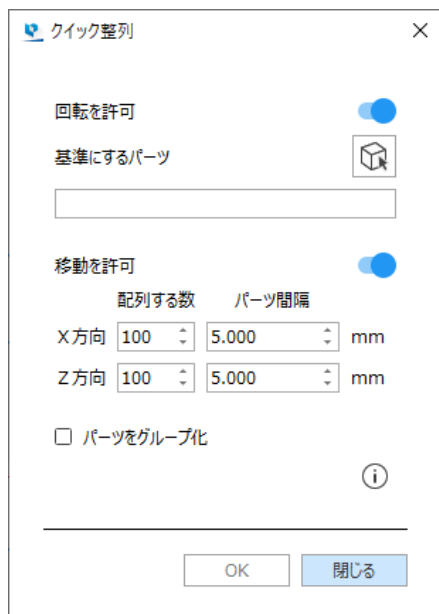 クイック整列
回転を許可
基準にするパーツ
移動を許可
配列する数 パーツ間隔
X方向 100 5.000 mm
Z方向 100 5.000 mm
パーツをグループ化
OK 閉じる